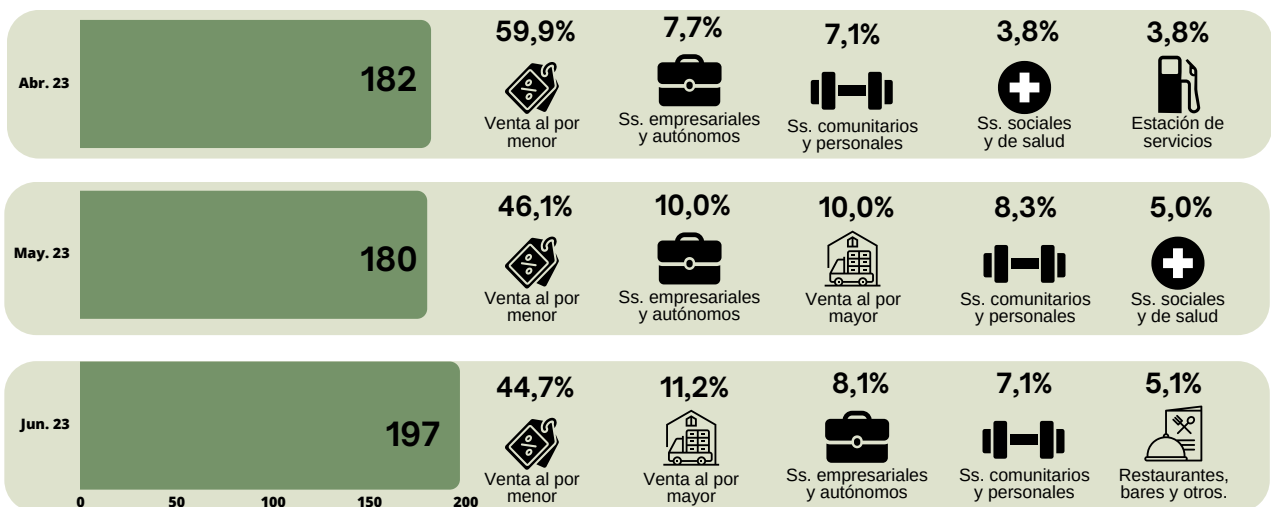 Abr. 23
182
59,9%
Venta al por
menor
7,7%
Ss. empresariales
y autónomos
7,1%
Ss. comunitarios
y personales
3,8%
Ss. sociales
y de salud
3,8%
Estación de
servicios
May. 23
180
46,1%
Venta al por
menor
10,0%
Ss. empresariales
y autónomos
10,0%
Venta al por
mayor
8,3%
Ss. comunitarios
y personales
5,0%
Ss. sociales
y de salud
Jun. 23
197
44,7%
Venta al por
menor
11,2%
Venta al por
mayor
8,1%
Ss. empresariales
y autónomos
7,1%
Ss. comunitarios
y personales
5,1%
Restaurantes,
bares y otros.
0 50 100 150 200